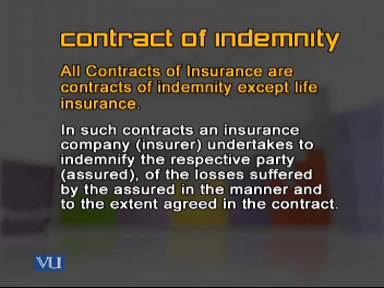 contract of indemnity
All Contracts of Insurance are
contracts of indemnity except life
insurance.
In such contracts an insurance
company (insurer) undertakes to
indemnify the respective party
(assured), of the losses suffered
by the assured in the manner and
to the extent agreed in the contract.
VU